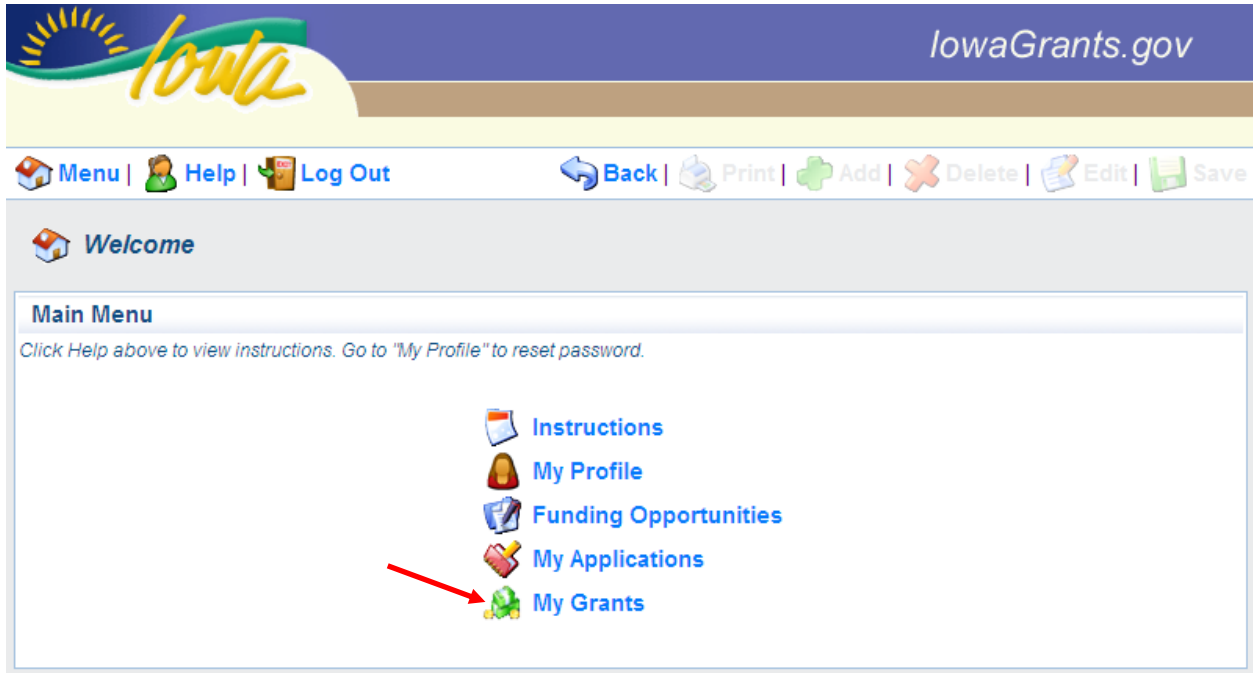 Iowa
IowaGrants.gov
Menu | Help | Log Out
Back | Print | Add | Delete | Edit | Save
Welcome
Main Menu
Click Help above to view instructions. Go to "My Profile" to reset password.
Instructions
My Profile
Funding Opportunities
My Applications
My Grants